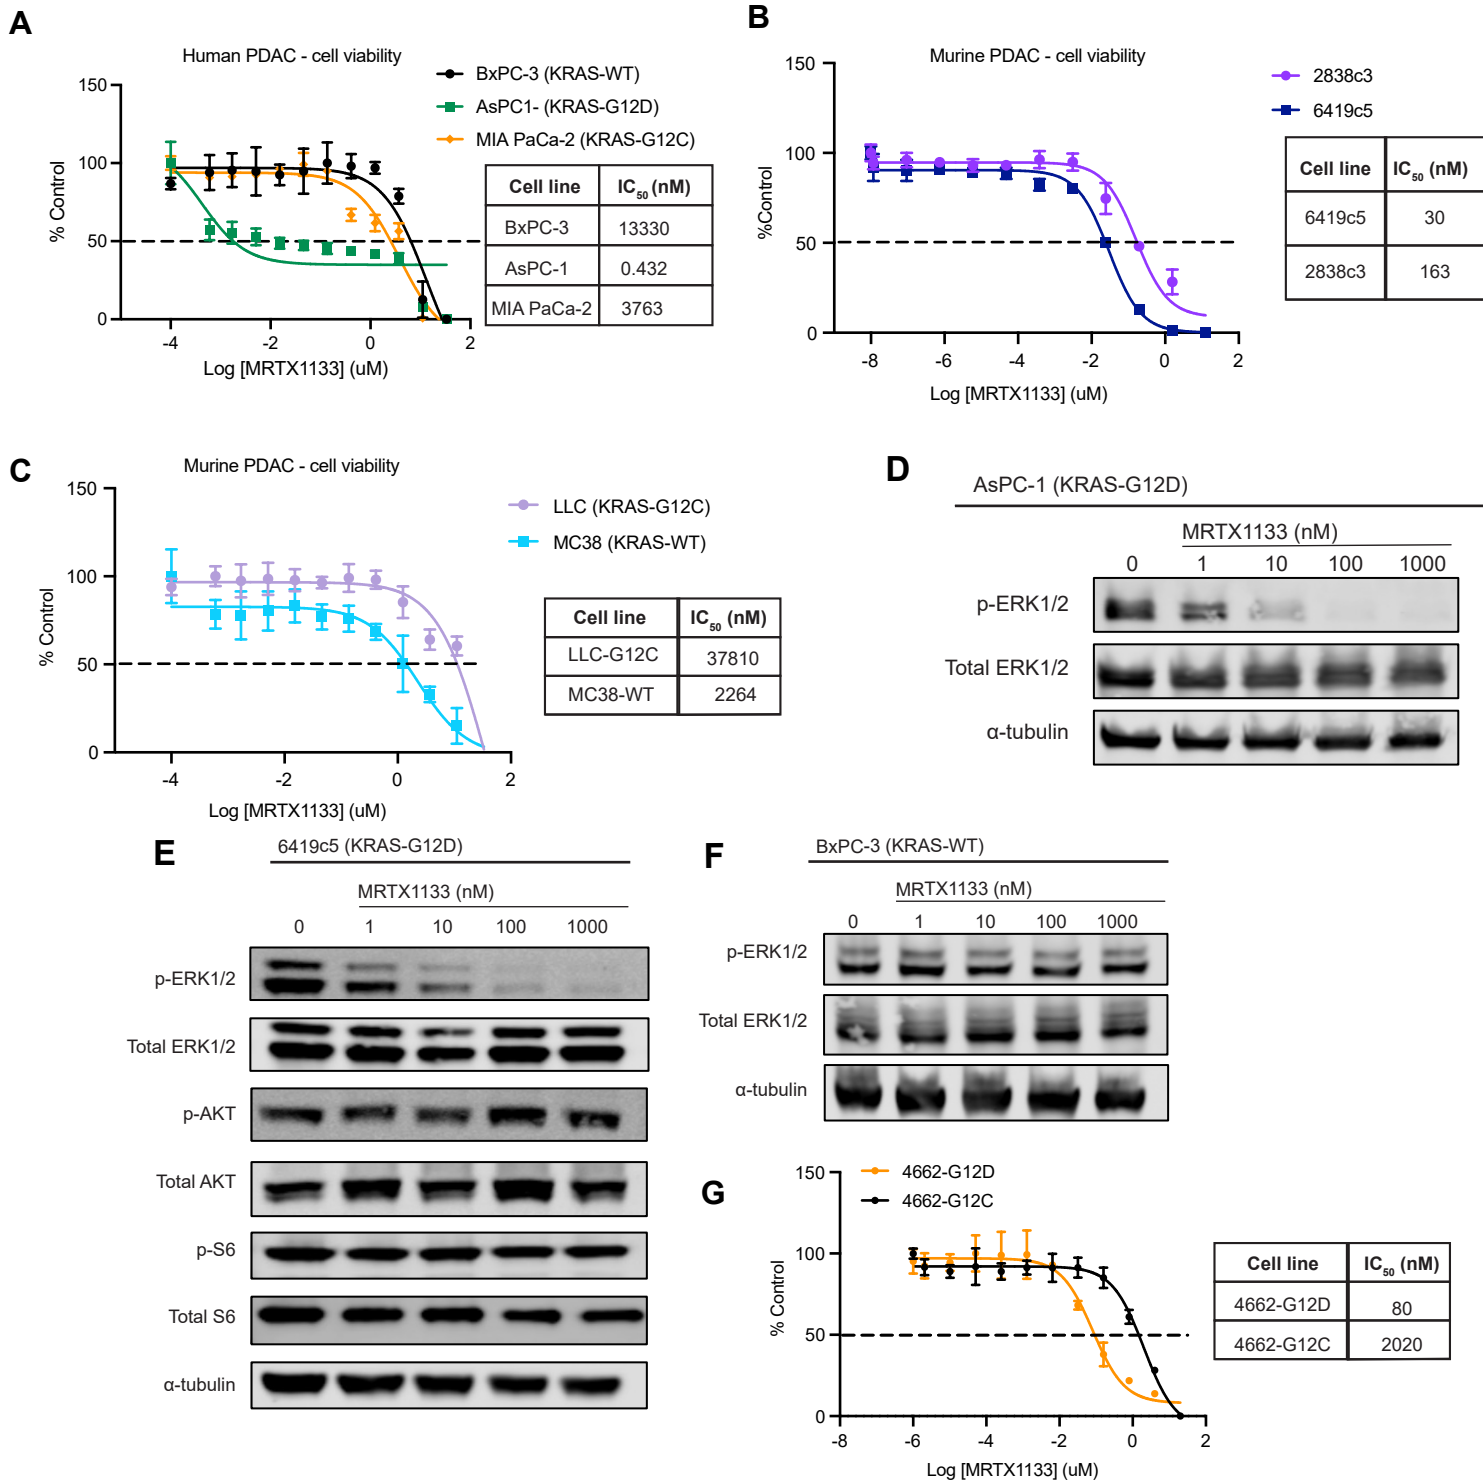 A
Human PDAC - cell viability
BxPC-3 (KRAS-WT)
AsPC1- (KRAS-G12D)
MIA PaCa-2 (KRAS-G12C)
% Control
150
100
50
0
-4 -2 0 2
Log [MRTX1133] (uM)
Cell line IC50 (nM)
BxPC-3 13330
AsPC-1 0.432
MIA PaCa-2 3763
B
Murine PDAC - cell viability
2838c3
6419c5
%Control
150
100
50
0
-8 -6 -4 -2 0 2
Log [MRTX1133] (uM)
Cell line IC50 (nM)
6419c5 30
2838c3 163
C
Murine PDAC - cell viability
LLC (KRAS-G12C)
MC38 (KRAS-WT)
% Control
150
100
50
0
-4 -2 0 2
Log [MRTX1133] (uM)
Cell line IC50 (nM)
LLC-G12C 37810
MC38-WT 2264
D
AsPC-1 (KRAS-G12D)
MRTX1133 (nM)
0 1 10 100 1000
p-ERK1/2
Total ERK1/2
α-tubulin
E
6419c5 (KRAS-G12D)
MRTX1133 (nM)
0 1 10 100 1000
p-ERK1/2
Total ERK1/2
p-AKT
Total AKT
p-S6
Total S6
α-tubulin
F
BxPC-3 (KRAS-WT)
MRTX1133 (nM)
0 1 10 100 1000
p-ERK1/2
Total ERK1/2
α-tubulin
G
4662-G12D
4662-G12C
% Control
150
100
50
0
-8 -6 -4 -2 0 2
Log [MRTX1133] (uM)
Cell line IC50 (nM)
4662-G12D 80
4662-G12C 2020